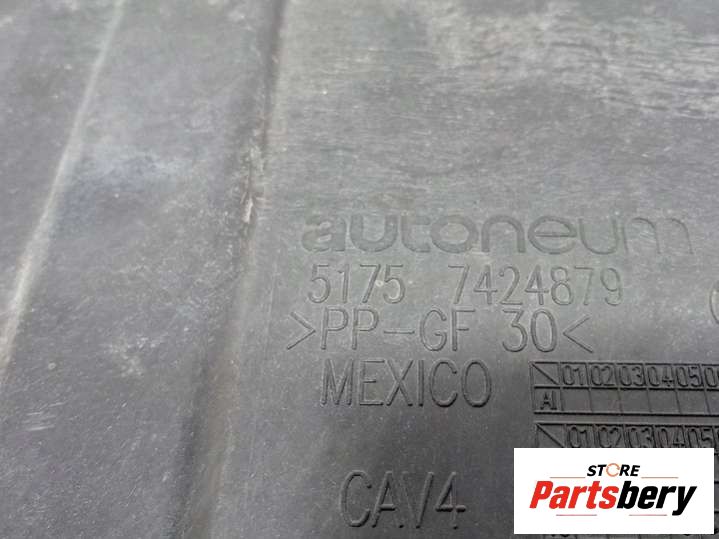 autoneum
5175 7424879
>PP-GF 30<
MEXICO
01 02 03 04 05
AI
01 02 03 04 05
CAV4
STORE
Partsbery